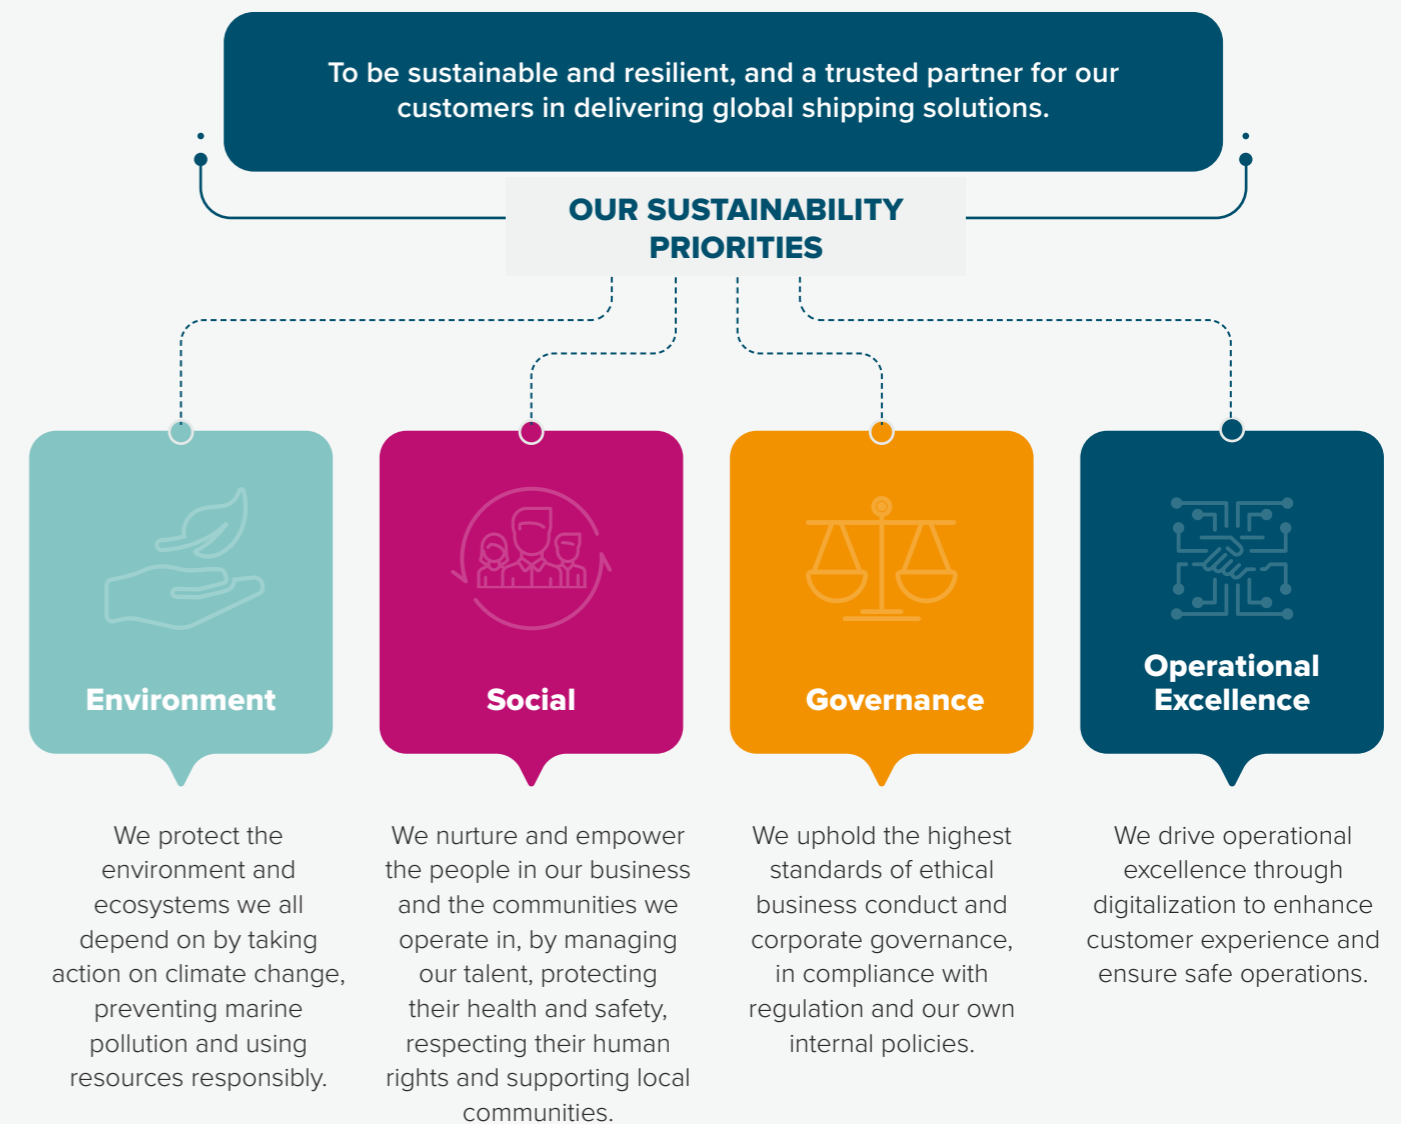 To be sustainable and resilient, and a trusted partner for our
customers in delivering global shipping solutions.
OUR SUSTAINABILITY
PRIORITIES
Environment
We protect the
environment and
ecosystems we all
depend on by taking
action on climate change,
preventing marine
pollution and using
resources responsibly.
Social
We nurture and empower
the people in our business
and the communities we
operate in, by managing
our talent, protecting
their health and safety,
respecting their human
rights and supporting local
communities.
Governance
We uphold the highest
standards of ethical
business conduct and
corporate governance,
in compliance with
regulation and our own
internal policies.
Operational
Excellence
We drive operational
excellence through
digitalization to enhance
customer experience and
ensure safe operations.